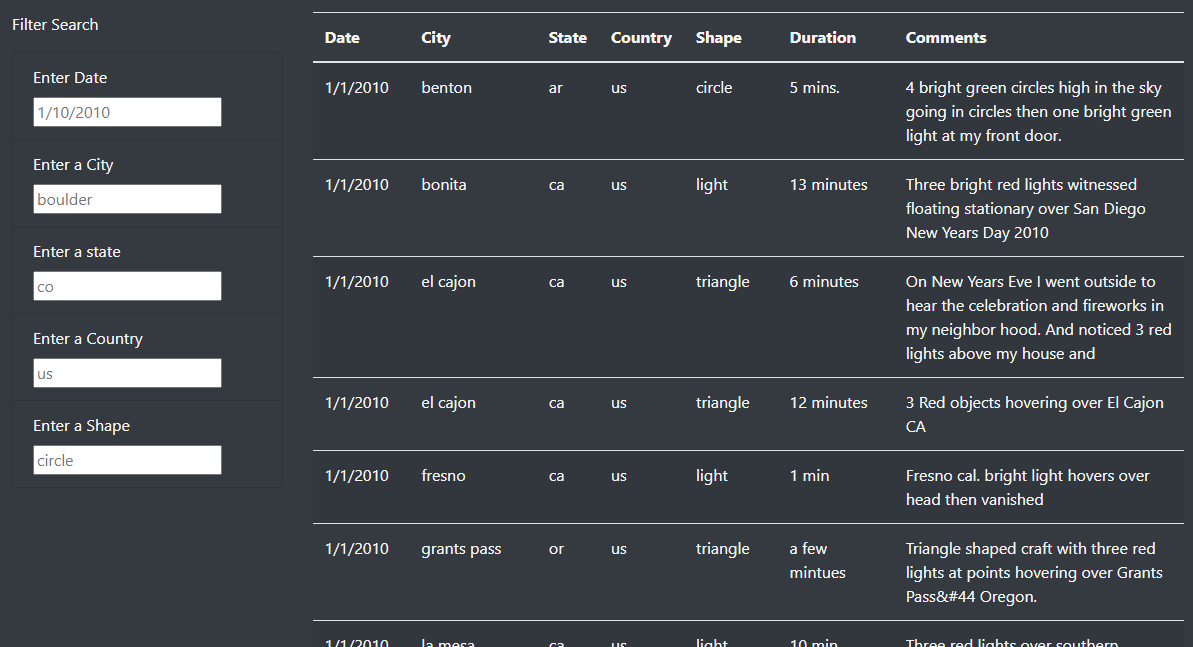 Filter Search
Enter Date
1/10/2010
Enter a City
boulder
Enter a state
co
Enter a Country
us
Enter a Shape
circle
Date City State Country Shape Duration Comments
1/1/2010 benton ar us circle 5 mins. 4 bright green circles high in the sky
going in circles then one bright green
light at my front door.
1/1/2010 bonita ca us light 13 minutes Three bright red lights witnessed
floating stationary over San Diego
New Years Day 2010
1/1/2010 el cajon ca us triangle 6 minutes On New Years Eve I went outside to
hear the celebration and fireworks in
my neighbor hood. And noticed 3 red
lights above my house and
1/1/2010 el cajon ca us triangle 12 minutes 3 Red objects hovering over El Cajon
CA
1/1/2010 fresno ca us light 1 min Fresno cal. bright light hovers over
head then vanished
1/1/2010 grants pass or us triangle a few Triangle shaped craft with three red
mintues lights at points hovering over Grants
Pass&#44 Oregon.
1/1/2010 la mesa ca us light 10 min Three red lights over southern